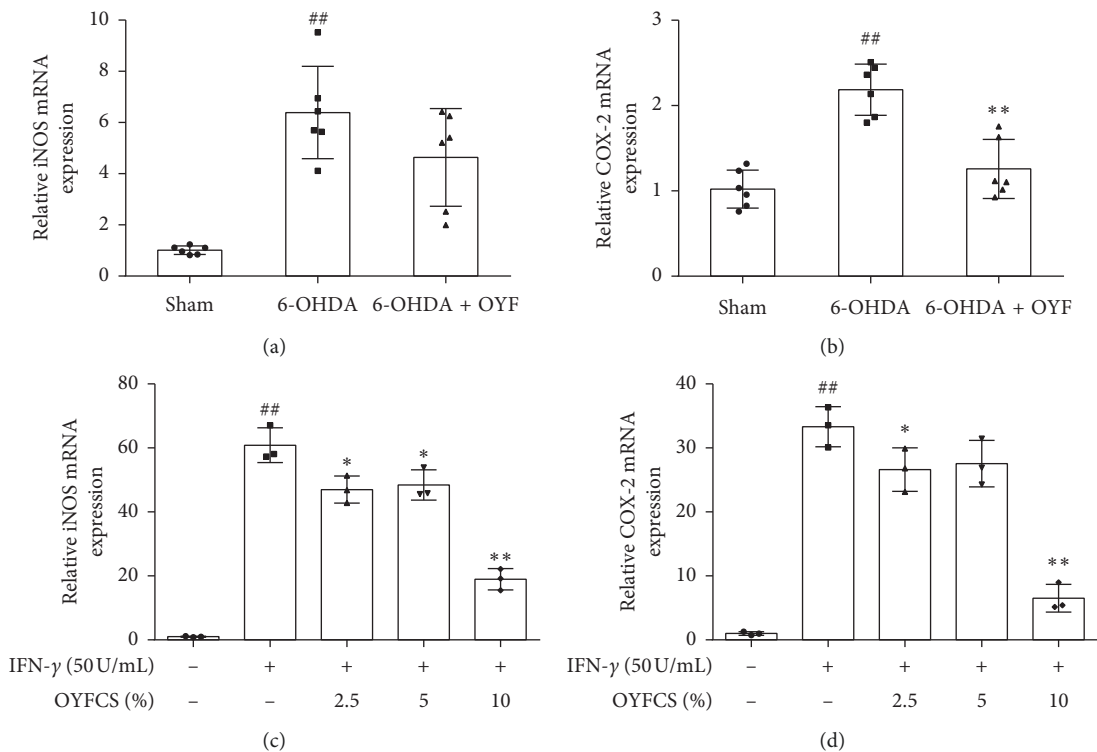 Relative iNOS mRNA
expression
10
8
6
4
2
0
##
Sham
6-OHDA
6-OHDA + OYF
(a)
Relative COX-2 mRNA
expression
3
2
1
0
##
**
Sham
6-OHDA
6-OHDA + OYF
(b)
Relative iNOS mRNA
expression
80
60
40
20
0
##
*
*
**
IFN-γ (50 U/mL) – + + + +
OYFCS (%) – – 2.5 5 10
(c)
Relative COX-2 mRNA
expression
40
30
20
10
0
##
*
**
IFN-γ (50 U/mL) – + + + +
OYFCS (%) – – 2.5 5 10
(d)